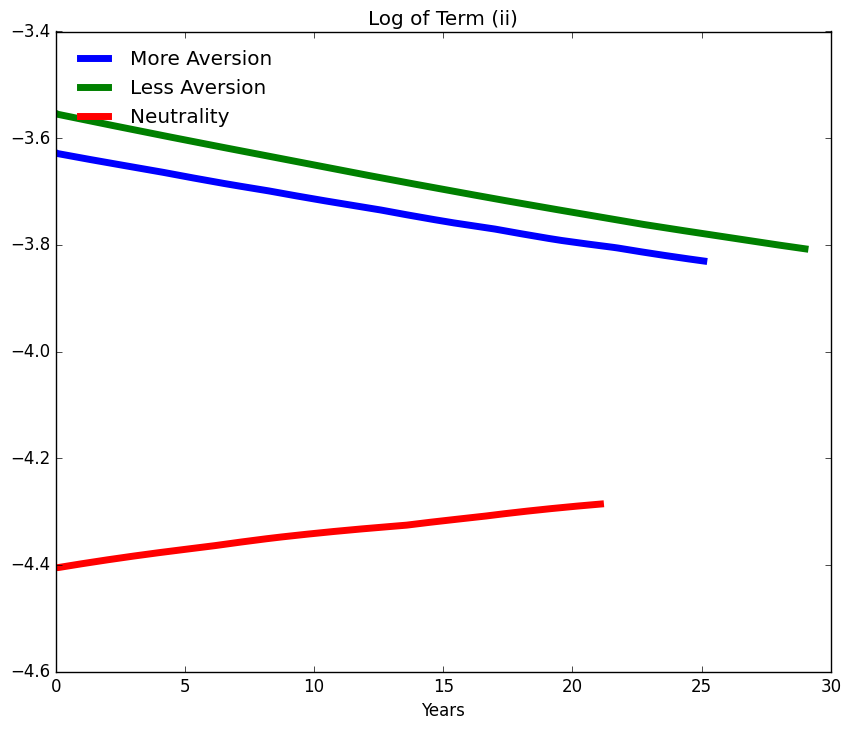 Log of Term (ii)
−3.4
More Aversion
Less Aversion
Neutrality
−3.6
−3.8
−4.0
−4.2
−4.4
−4.6
0 5 10 15 20 25 30
Years